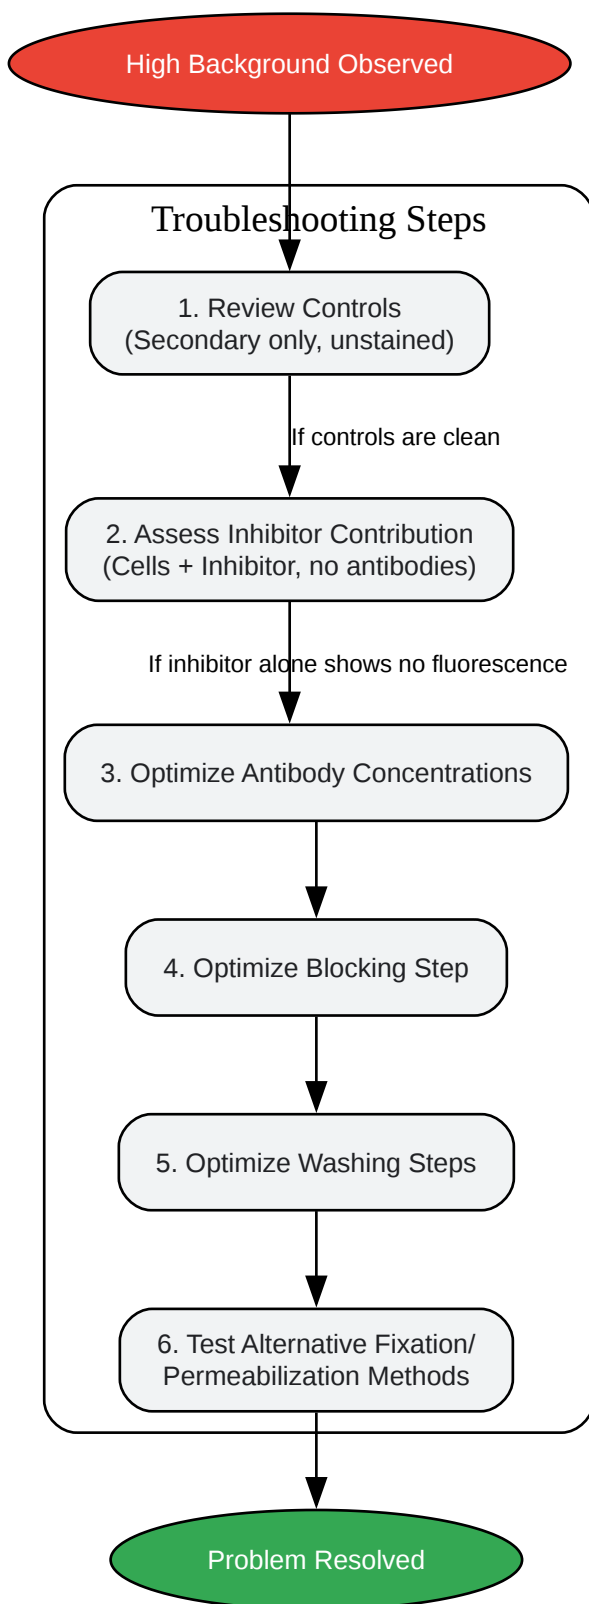 High Background Observed
Troubleshooting Steps
1. Review Controls
(Secondary only, unstained)
If controls are clean
2. Assess Inhibitor Contribution
(Cells + Inhibitor, no antibodies)
If inhibitor alone shows no fluorescence
3. Optimize Antibody Concentrations
4. Optimize Blocking Step
5. Optimize Washing Steps
6. Test Alternative Fixation/
Permeabilization Methods
Problem Resolved